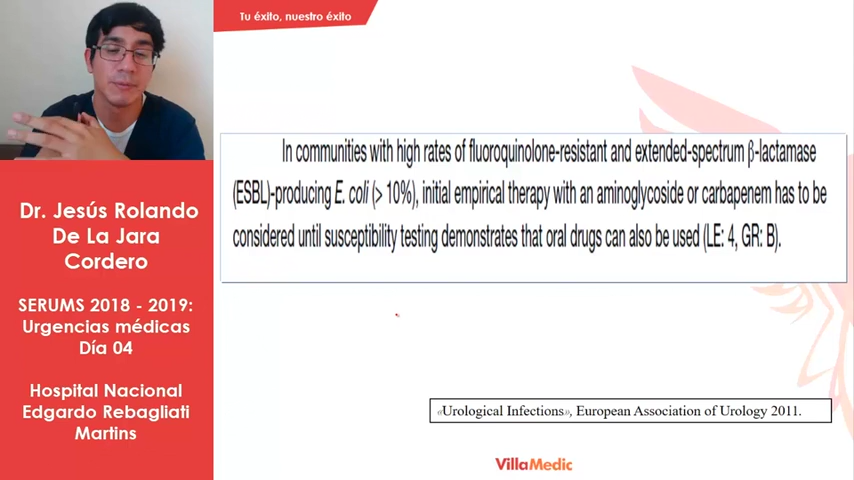 Tu éxito, nuestro éxito
In communities with high rates of fluoroquinolone-resistant and extended-spectrum β-lactamase
(ESBL)-producing E. coli (> 10%), initial empirical therapy with an aminoglycoside or carbapenem has to be
considered until susceptibility testing demonstrates that oral drugs can also be used (LE: 4, GR: B).
Dr. Jesús Rolando
De La Jara
Cordero
SERUMS 2018 - 2019:
Urgencias médicas
Día 04
Hospital Nacional
Edgardo Rebagliati
Martins
«Urological Infections», European Association of Urology 2011.
VillaMedic